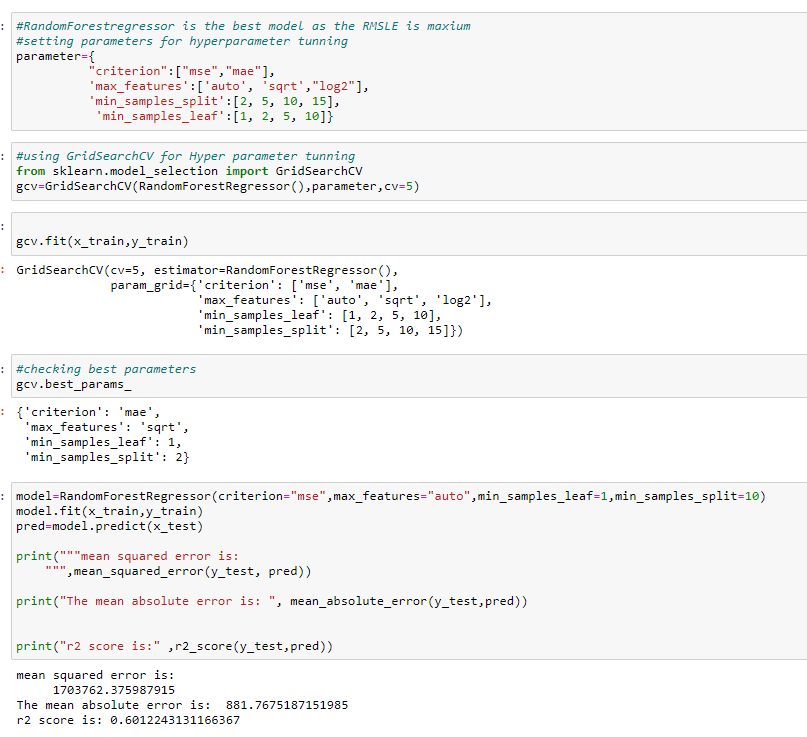 #RandomForestregressor is the best model as the RMSLE is maxium
#setting parameters for hyperparameter tunning
parameter={
"criterion":["mse","mae"],
'max_features':['auto', 'sqrt',"log2"],
'min_samples_split':[2, 5, 10, 15],
'min_samples_leaf':[1, 2, 5, 10]}
#using GridSearchCV for Hyper parameter tunning
from sklearn.model_selection import GridSearchCV
gcv=GridSearchCV(RandomForestRegressor(),parameter,cv=5)
gcv.fit(x_train,y_train)
GridSearchCV(cv=5, estimator=RandomForestRegressor(),
param_grid={'criterion': ['mse', 'mae'],
'max_features': ['auto', 'sqrt', 'log2'],
'min_samples_leaf': [1, 2, 5, 10],
'min_samples_split': [2, 5, 10, 15]})
#checking best parameters
gcv.best_params_
{'criterion': 'mae',
'max_features': 'sqrt',
'min_samples_leaf': 1,
'min_samples_split': 2}
model=RandomForestRegressor(criterion="mse",max_features="auto",min_samples_leaf=1,min_samples_split=10)
model.fit(x_train,y_train)
pred=model.predict(x_test)
print("""mean squared error is:
""",mean_squared_error(y_test, pred))
print("The mean absolute error is: ", mean_absolute_error(y_test,pred))
print("r2 score is:" ,r2_score(y_test,pred))
mean squared error is:
1703762.375987915
The mean absolute error is:  881.7675187151985
r2 score is: 0.6012243131166367